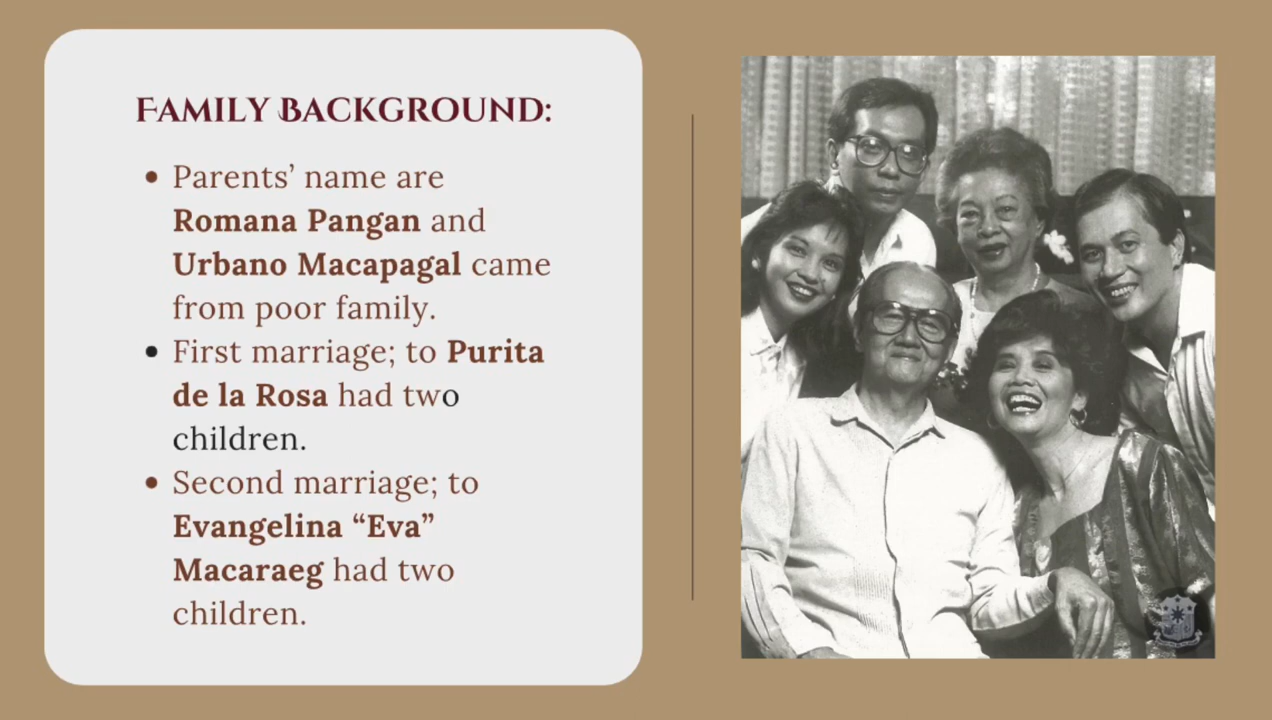 Family Background:
• Parents’ name are
Romana Pangan and
Urbano Macapagal came
from poor family.
• First marriage; to Purita
de la Rosa had two
children.
• Second marriage; to
Evangelina “Eva”
Macaraeg had two
children.